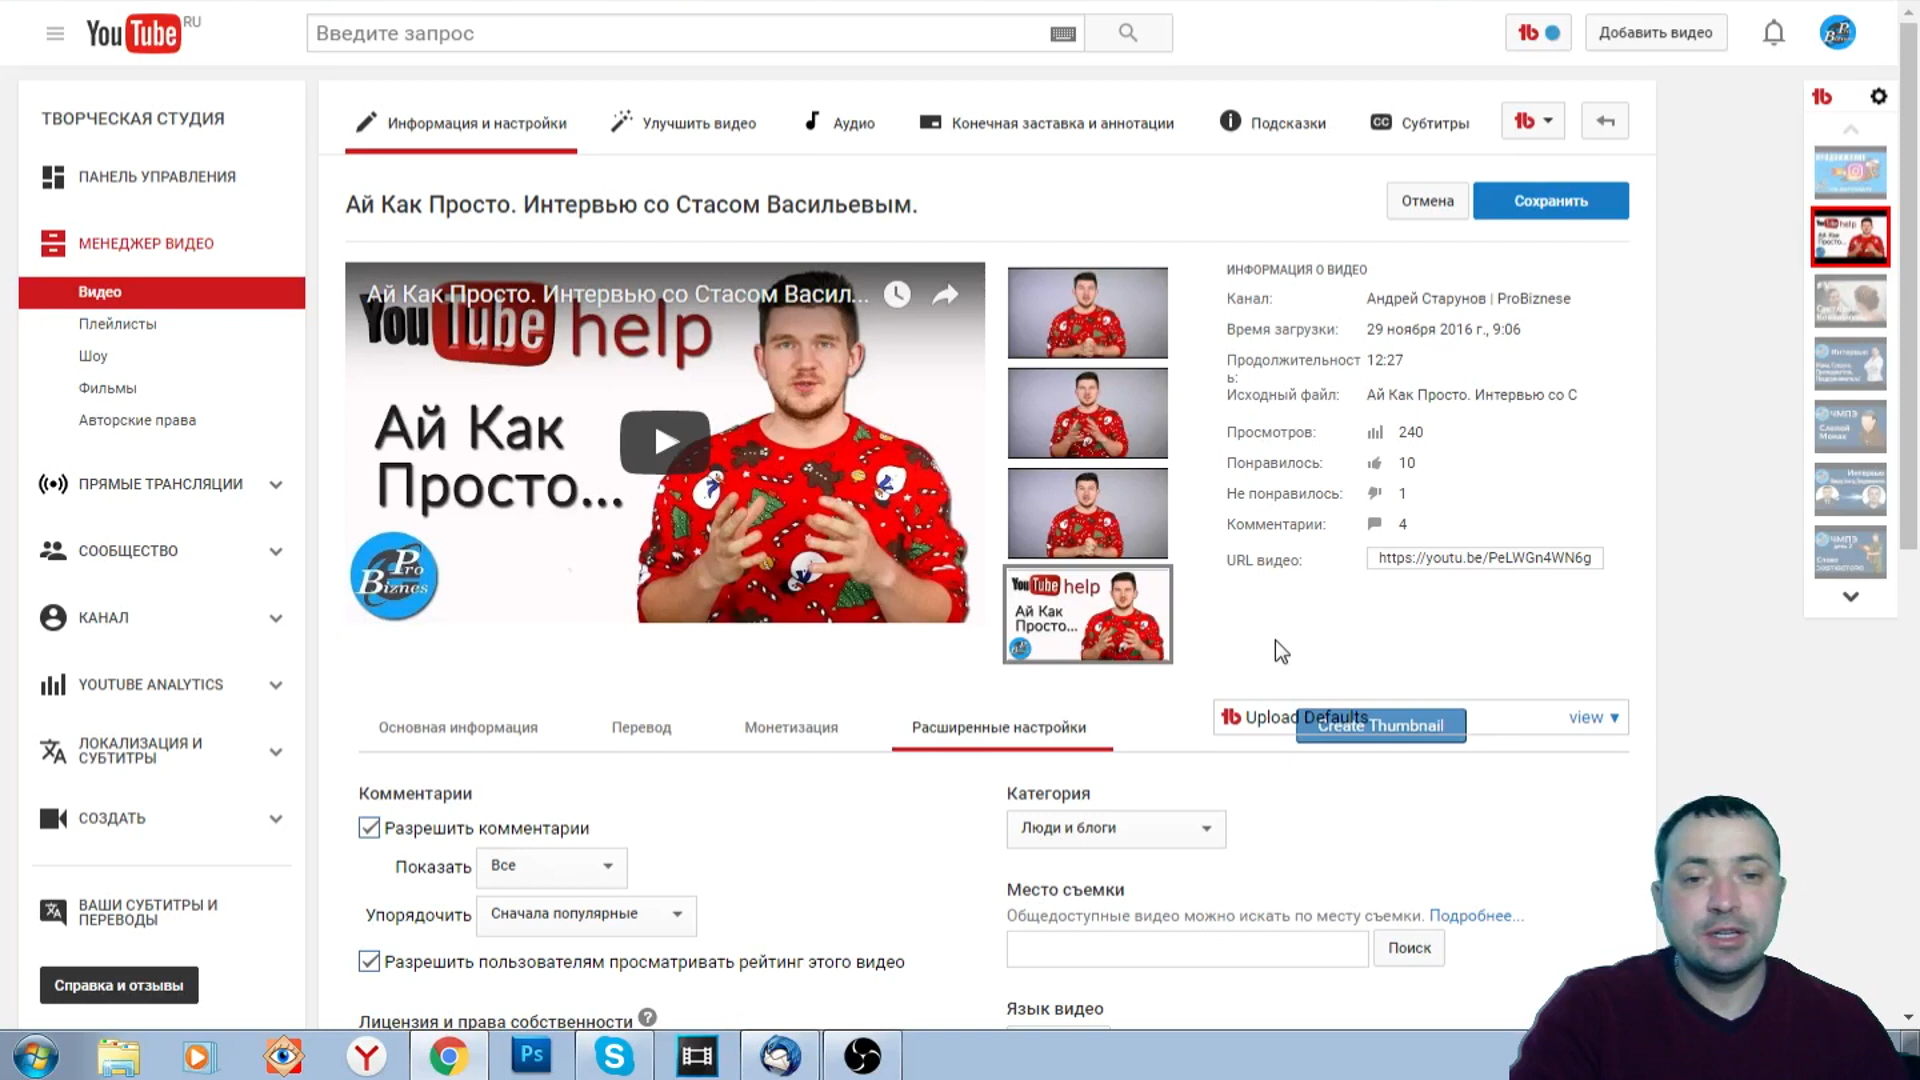 YouTube RU
Введите запрос
Добавить видео
ТВОРЧЕСКАЯ СТУДИЯ
ПАНЕЛЬ УПРАВЛЕНИЯ
МЕНЕДЖЕР ВИДЕО
Видео
Плейлисты
Шоу
Фильмы
Авторские права
ПРЯМЫЕ ТРАНСЛЯЦИИ
СООБЩЕСТВО
КАНАЛ
YOUTUBE ANALYTICS
ЛОКАЛИЗАЦИЯ И
СУБТИТРЫ
СОЗДАТЬ
ВАШИ СУБТИТРЫ И
ПЕРЕВОДЫ
Справка и отзывы
Информация и настройки
Улучшить видео
Аудио
Конечная заставка и аннотации
Подсказки
CC Субтитры
Ай Как Просто. Интервью со Стасом Васильевым.
Отмена
Сохранить
Ай Как Просто. Интервью со Стасом Васил...
YouTube help
Ай Как
Просто...
Pro
Biznes
YouTube help
Ай Как
Просто...
ИНФОРМАЦИЯ О ВИДЕО
Канал: Андрей Старунов | ProBiznese
Время загрузки: 29 ноября 2016 г., 9:06
Продолжительност 12:27
ь:
Исходный файл: Ай Как Просто. Интервью со С
Просмотров: 240
Понравилось: 10
Не понравилось: 1
Комментарии: 4
URL видео: https://youtu.be/PeLWGn4WN6g
Основная информация
Перевод
Монетизация
Расширенные настройки
Upload Defaults
Create Thumbnail
view
Комментарии
Разрешить комментарии
Показать Все
Упорядочить Сначала популярные
Разрешить пользователям просматривать рейтинг этого видео
Лицензия и права собственности ?
Категория
Люди и блоги
Место съемки
Общедоступные видео можно искать по месту съемки. Подробнее...
Поиск
Язык видео
Ps